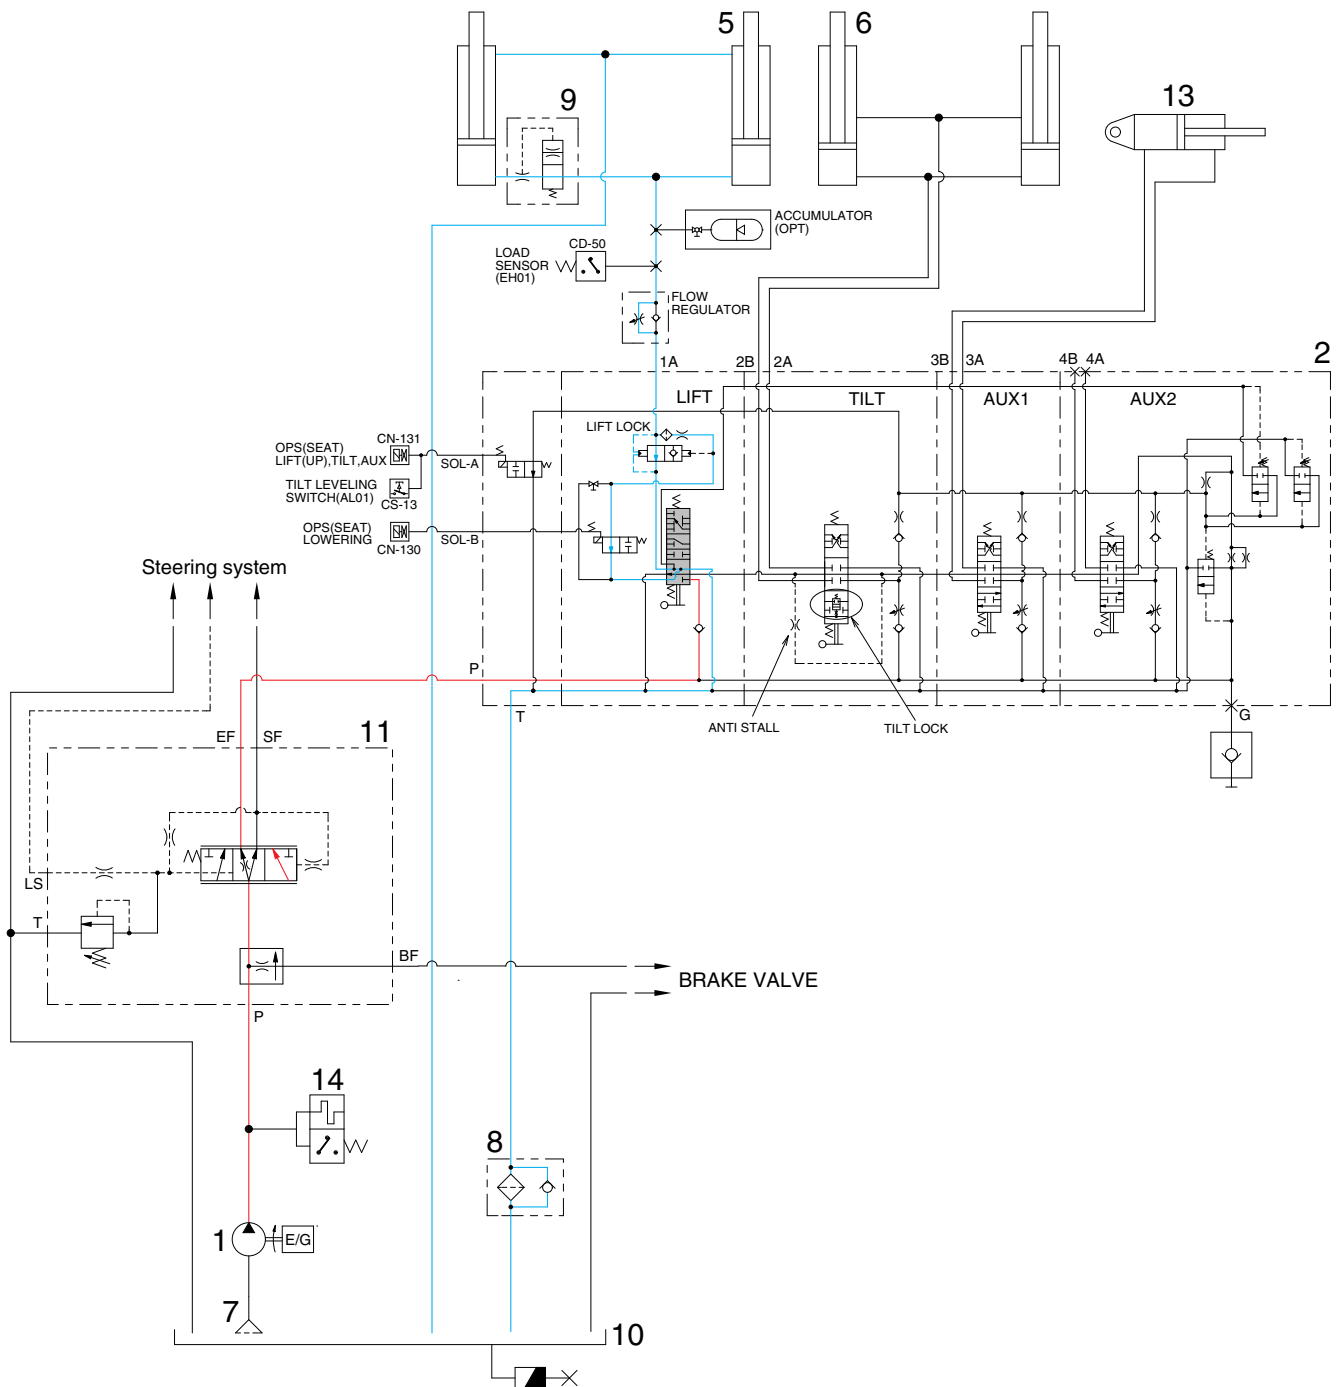 5
6
9
13
ACCUMULATOR
(OPT)
CD-50
LOAD
SENSOR
(EH01)
FLOW
REGULATOR
1A
2B
2A
3B
3A
4B
4A
2
LIFT
TILT
AUX1
AUX2
LIFT LOCK
CN-131
OPS(SEAT)
LIFT(UP),TILT,AUX
SOL-A
TILT LEVELING
SWITCH(AL01)
CS-13
OPS(SEAT)
LOWERING
CN-130
SOL-B
Steering system
P
T
ANTI STALL
TILT LOCK
G
EF
SF
11
LS
T
BF
BRAKE VALVE
P
14
8
1
E/G
7
10